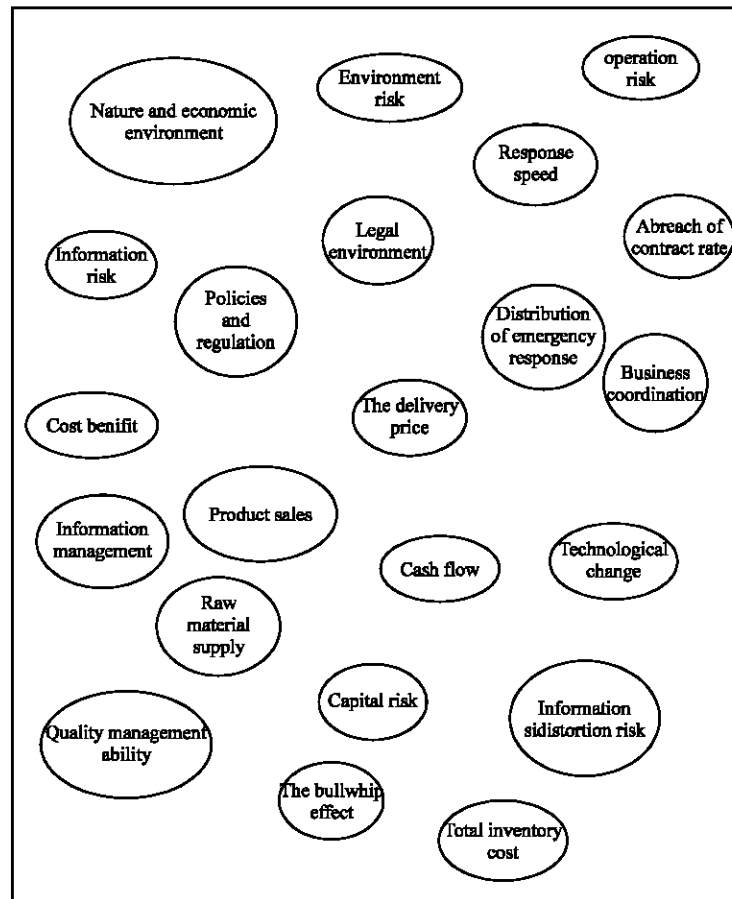 Nature and economic
environment
Environment
risk
operation
risk
Response
speed
Legal
environment
Abreach of
contract rate
Information
risk
Policies
and
regulation
Distribution
of emergency
response
Business
coordination
Cost benifit
The delivery
price
Product sales
Information
management
Cash flow
Technological
change
Raw
material
supply
Capital risk
Information
sidistortion risk
Quality management
ability
The bullwhip
effect
Total inventory
cost